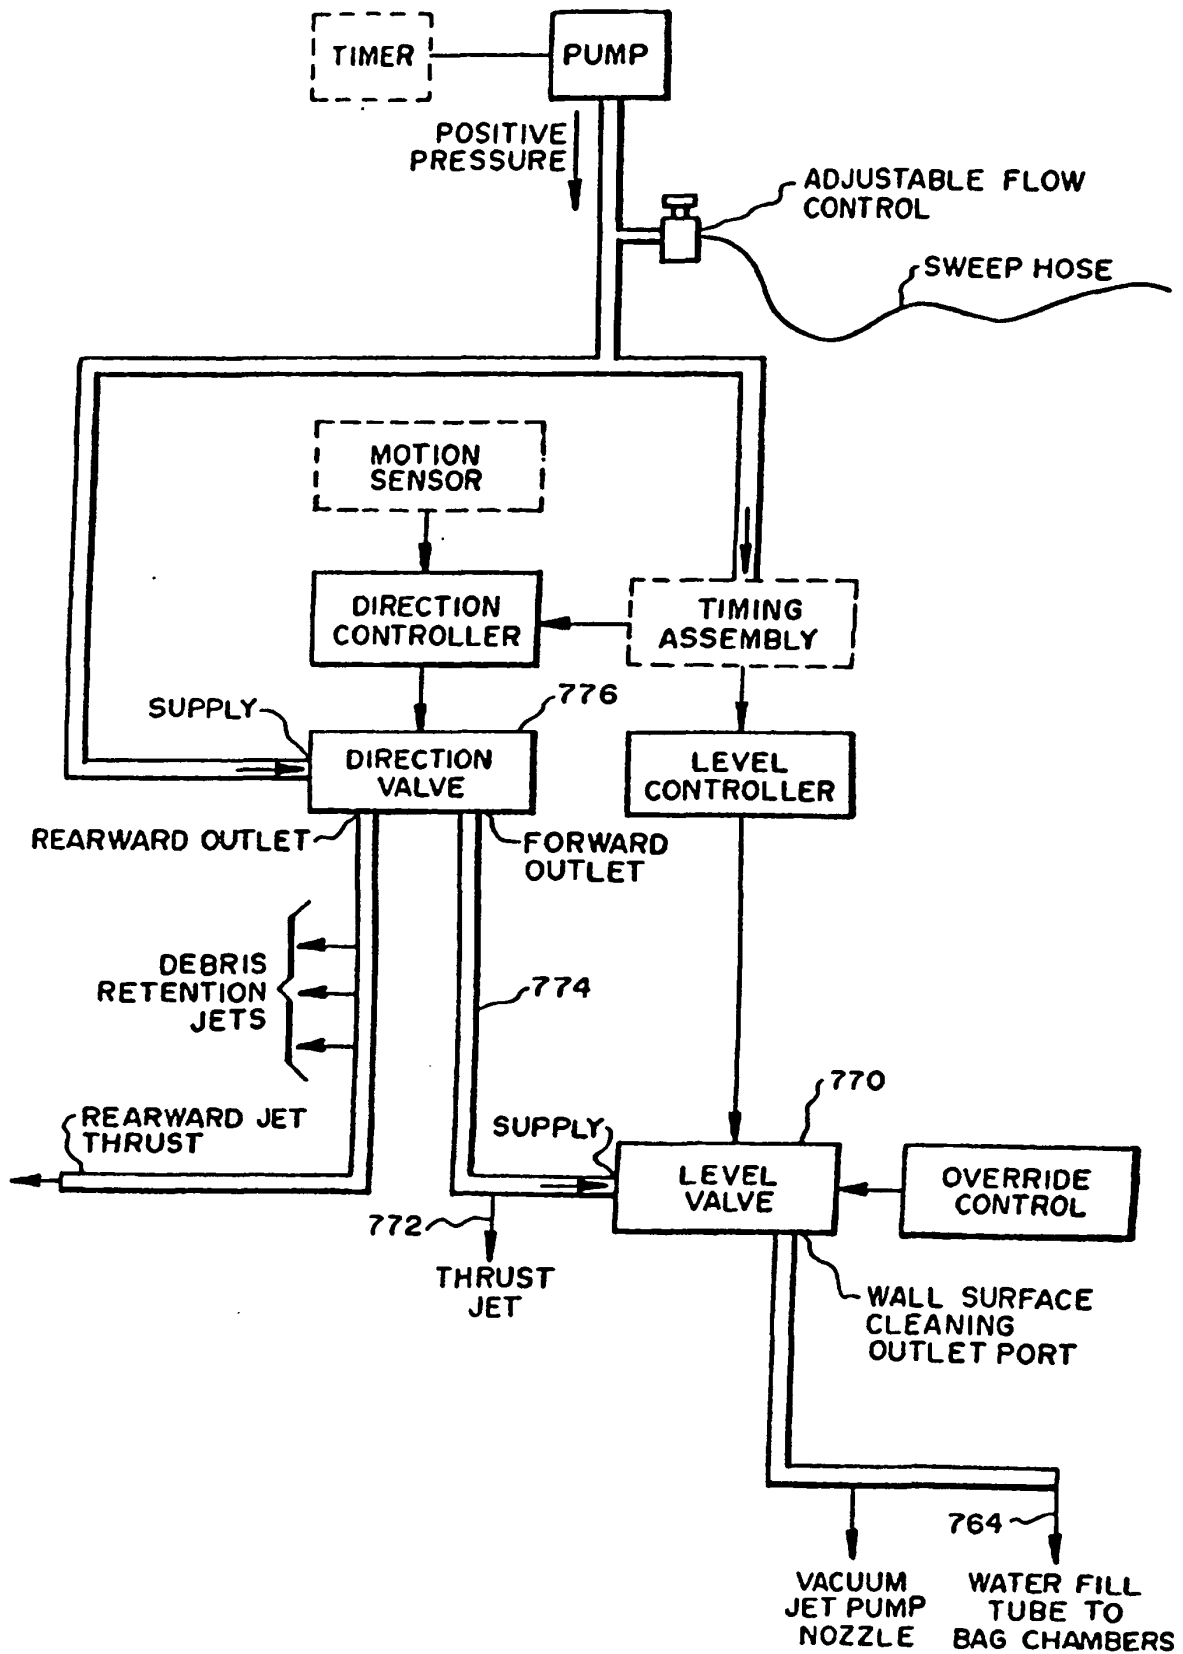 TIMER
PUMP
POSITIVE
PRESSURE
ADJUSTABLE FLOW
CONTROL
SWEEP HOSE
MOTION
SENSOR
DIRECTION
CONTROLLER
TIMING
ASSEMBLY
SUPPLY
776
DIRECTION
VALVE
LEVEL
CONTROLLER
REARWARD OUTLET
FORWARD
OUTLET
DEBRIS
RETENTION
JETS
774
770
REARWARD JET
THRUST
SUPPLY
LEVEL
VALVE
OVERRIDE
CONTROL
772
THRUST
JET
WALL SURFACE
CLEANING
OUTLET PORT
764
VACUUM
JET PUMP
NOZZLE
WATER FILL
TUBE TO
BAG CHAMBERS